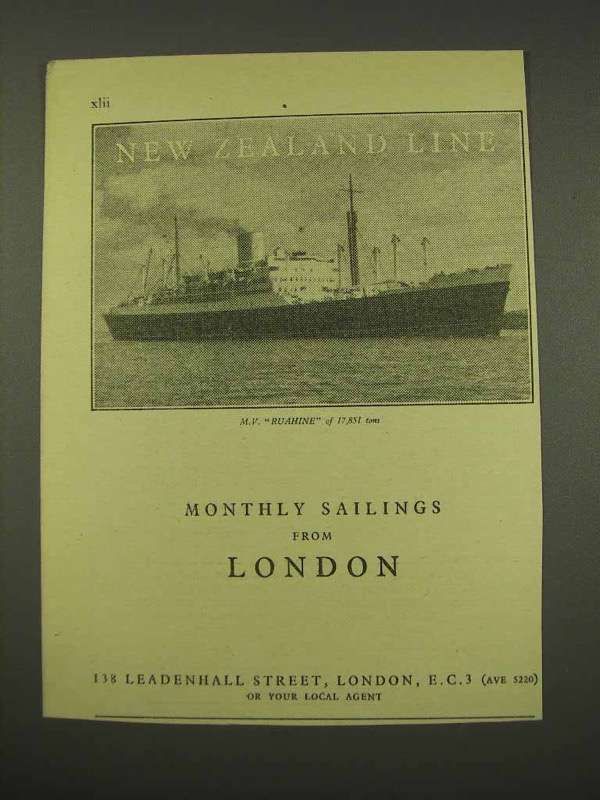 xlii
NEW ZEALAND LINE
M.V. "RUAHINE" of 17,851 tons
MONTHLY SAILINGS
FROM
LONDON
138 LEADENHALL STREET, LONDON, E.C.3 (AVE 5220)
OR YOUR LOCAL AGENT